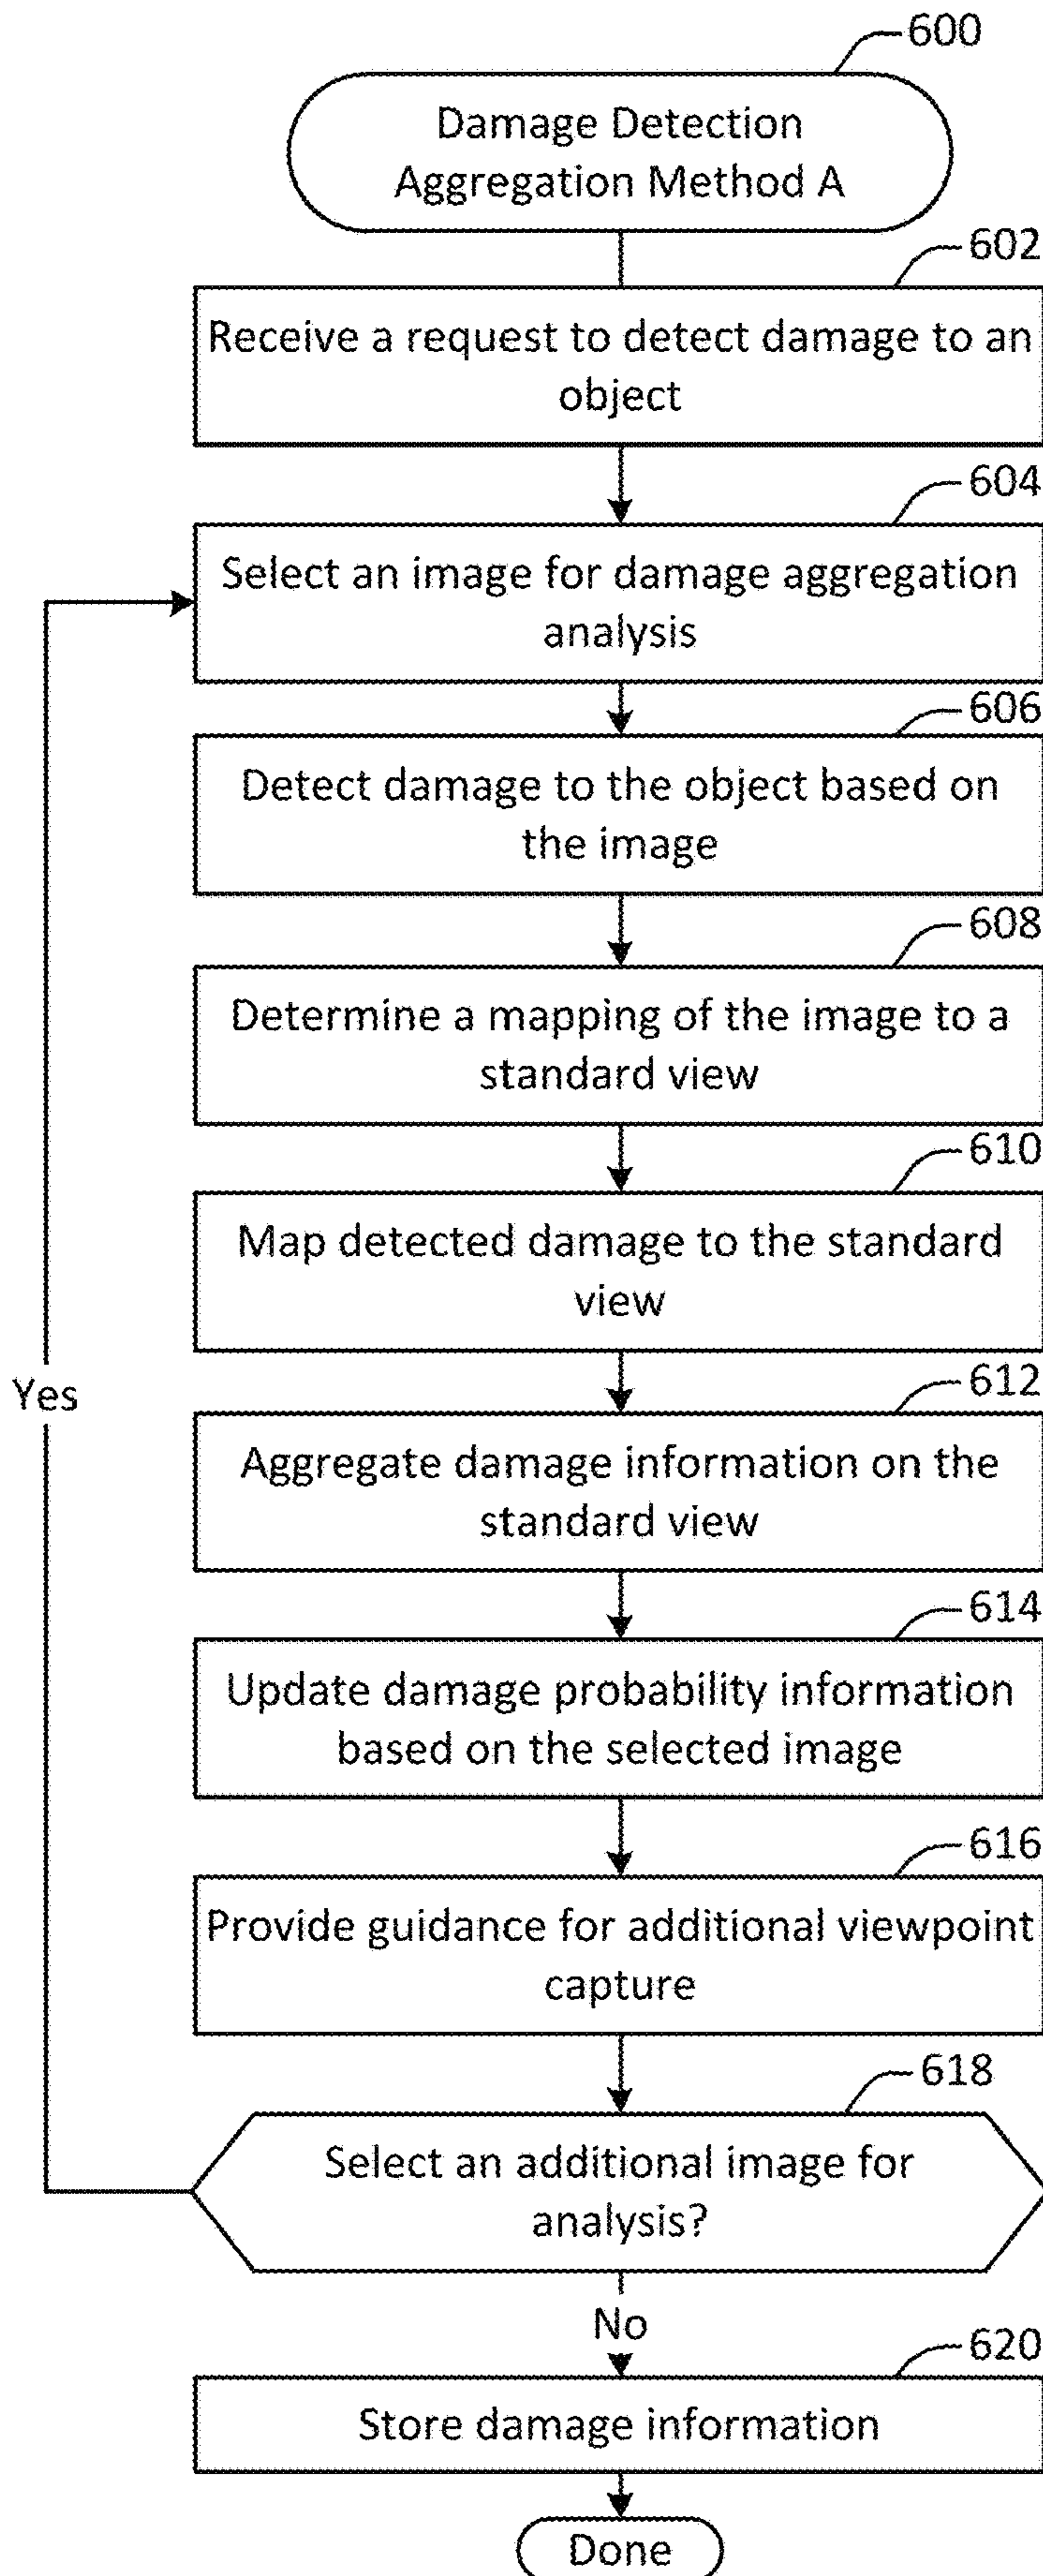 600
Damage Detection
Aggregation Method A
602
Receive a request to detect damage to an
object
604
Select an image for damage aggregation
analysis
606
Detect damage to the object based on
the image
608
Determine a mapping of the image to a
standard view
610
Map detected damage to the standard
view
Yes
612
Aggregate damage information on the
standard view
614
Update damage probability information
based on the selected image
616
Provide guidance for additional viewpoint
capture
618
Select an additional image for
analysis?
No
620
Store damage information
Done